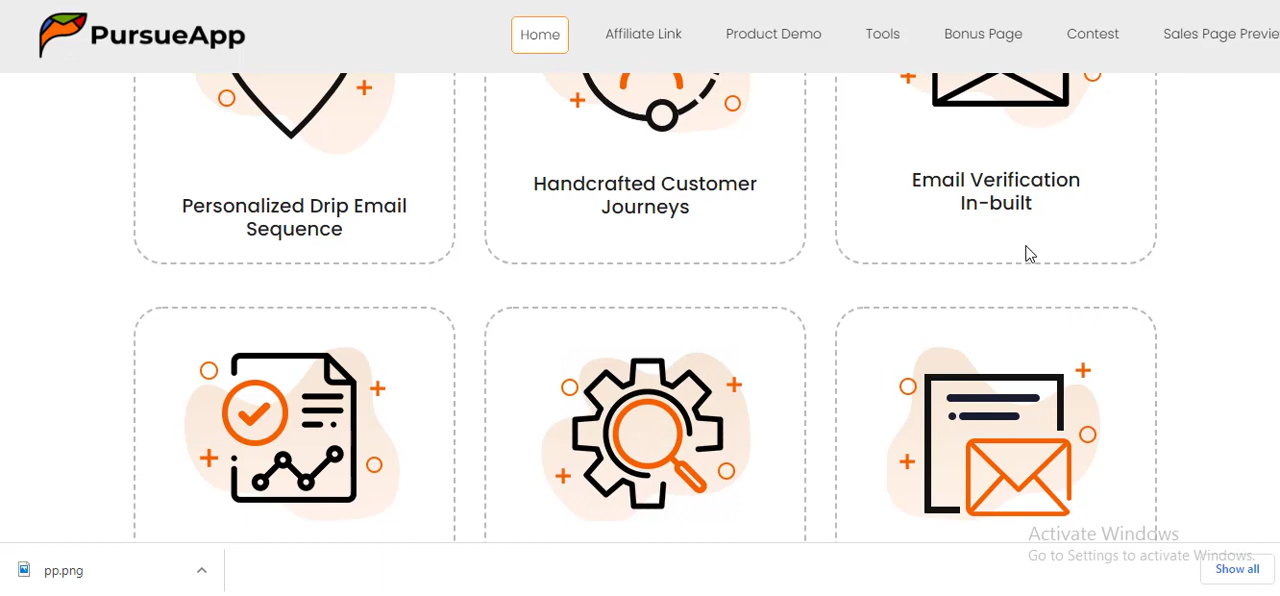 PursueApp
Home
Affiliate Link
Product Demo
Tools
Bonus Page
Contest
Sales Page Previe
Personalized Drip Email
Sequence
Handcrafted Customer
Journeys
Email Verification
In-built
Activate Windows
Go to Settings to activate Windows.
pp.png
Show all